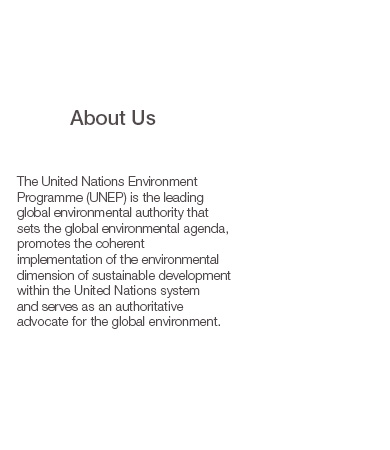 About Us
The United Nations Environment
Programme (UNEP) is the leading
global environmental authority that
sets the global environmental agenda,
promotes the coherent
implementation of the environmental
dimension of sustainable development
within the United Nations system
and serves as an authoritative
advocate for the global environment.